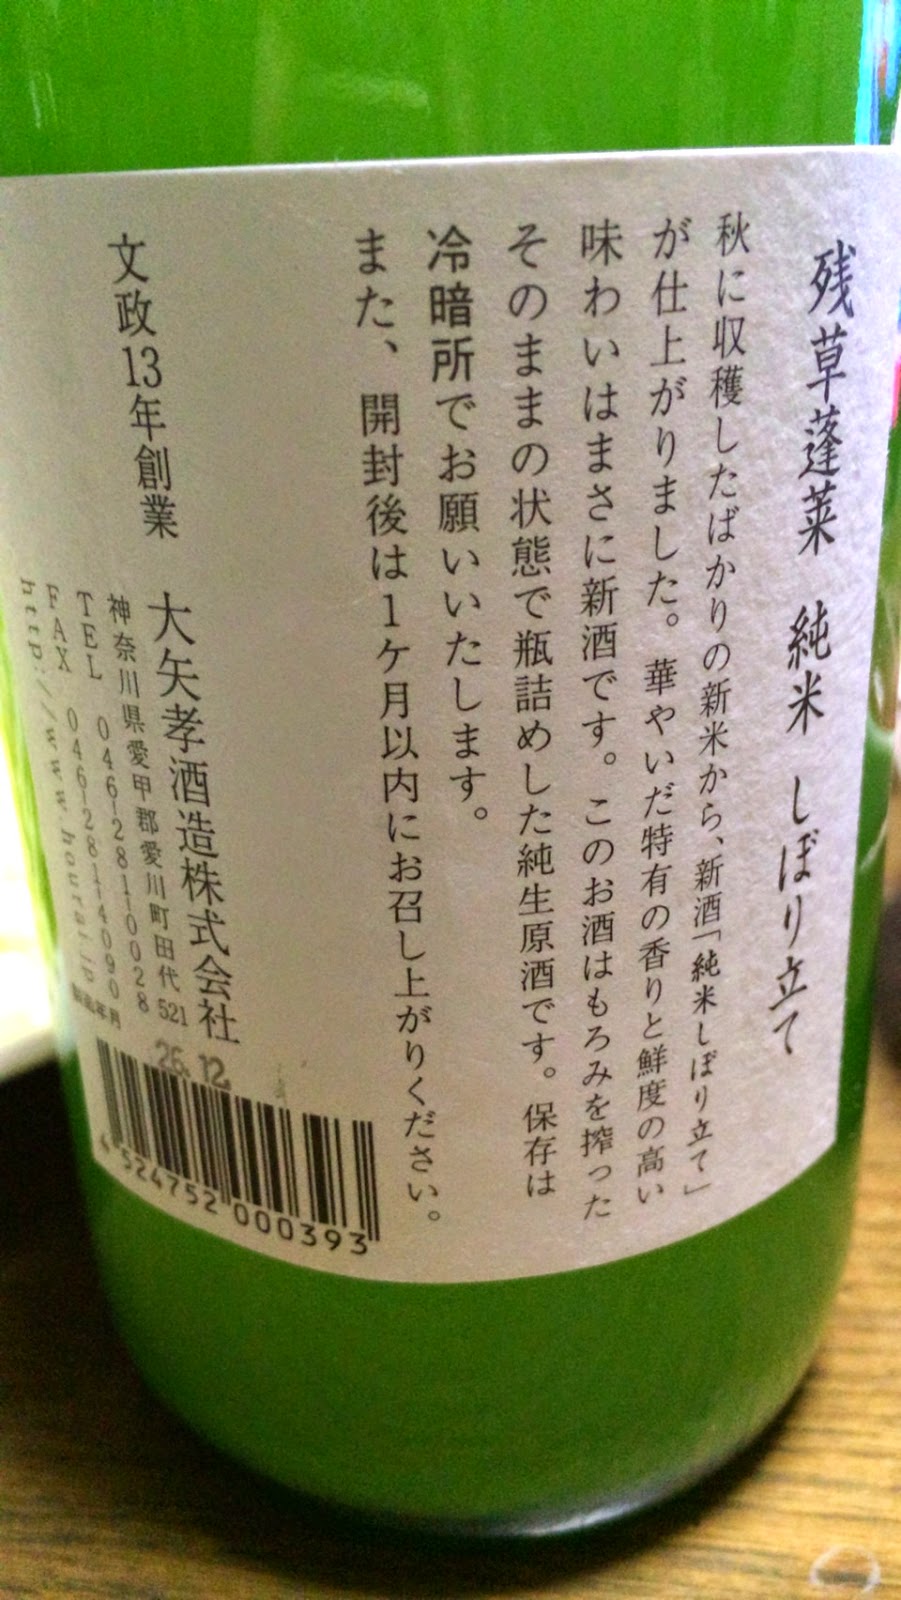 残草蓬莱 純米 しぼり立て
秋に収穫したばかりの新米から、新酒「純米しぼり立て」
が仕上がりました。華やいだ特有の香りと鮮度の高い
味わいはまさに新酒です。このお酒はもろみを搾った
そのままの状態で瓶詰めした純生原酒です。保存は
冷暗所でお願いいたします。
また、開封後は1ケ月以内にお召し上がりください。
文政13年創業 大矢孝酒造株式会社
神奈川県愛甲郡愛川町田代521
TEL 046-281-0028
FAX 046-281-4090
http://www.hourai.jp
製造年月
26.12
4524752000393